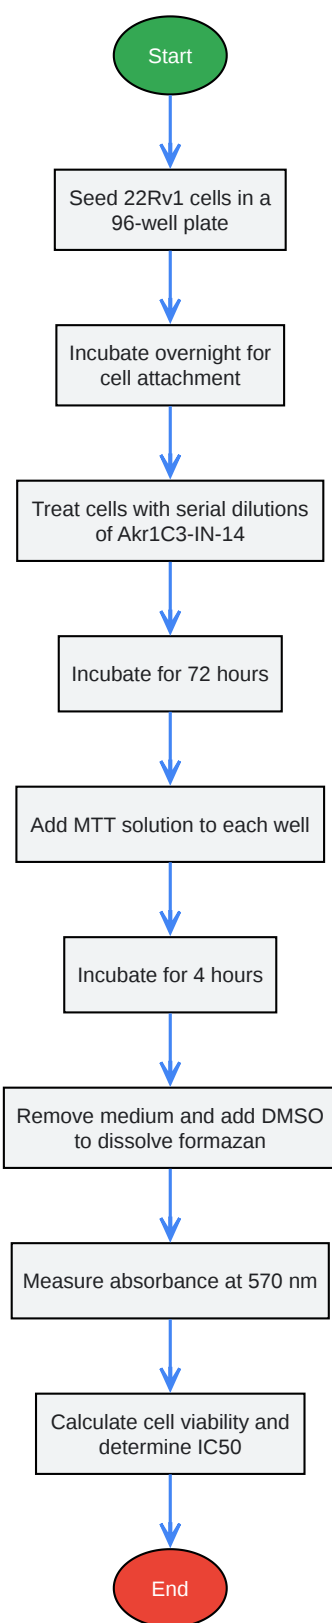 Start
Seed 22Rv1 cells in a
96-well plate
Incubate overnight for
cell attachment
Treat cells with serial dilutions
of Akr1C3-IN-14
Incubate for 72 hours
Add MTT solution to each well
Incubate for 4 hours
Remove medium and add DMSO
to dissolve formazan
Measure absorbance at 570 nm
Calculate cell viability and
determine IC50
End